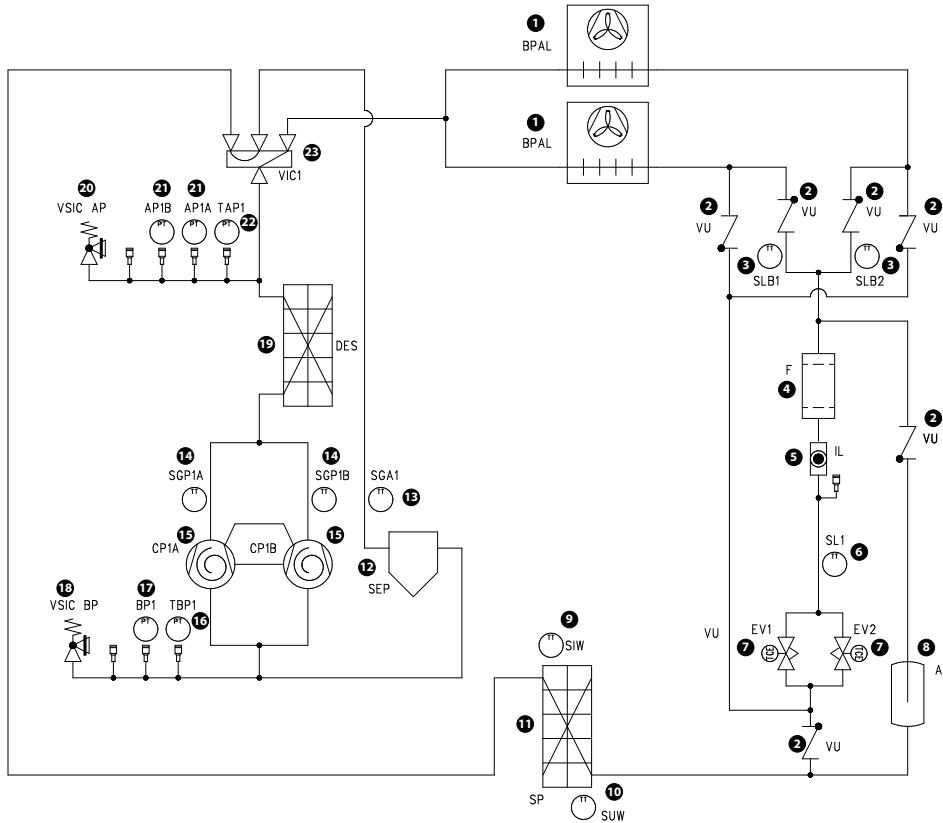 1
BPAL
1
BPAL
23
VIC1
20
VSIC AP
21
AP1B
PT
21
AP1A
PT
TAP1
22
PT
2
VU
2
VU
2
VU
2
VU
3
TT
SLB1
TT
3
SLB2
19
DES
F
4
2
VU
5
IL
14
SGP1A
TT
14
SGP1B
TT
SGA1
13
TT
15
CP1A
CP1B
15
12
SEP
SL1
6
TT
18
VSIC BP
17
BP1
PT
TBP1
16
PT
9
TT
SIW
VU
EV1
7
TCE
EV2
7
8
A
11
2
VU
SP
10
TT
SUW